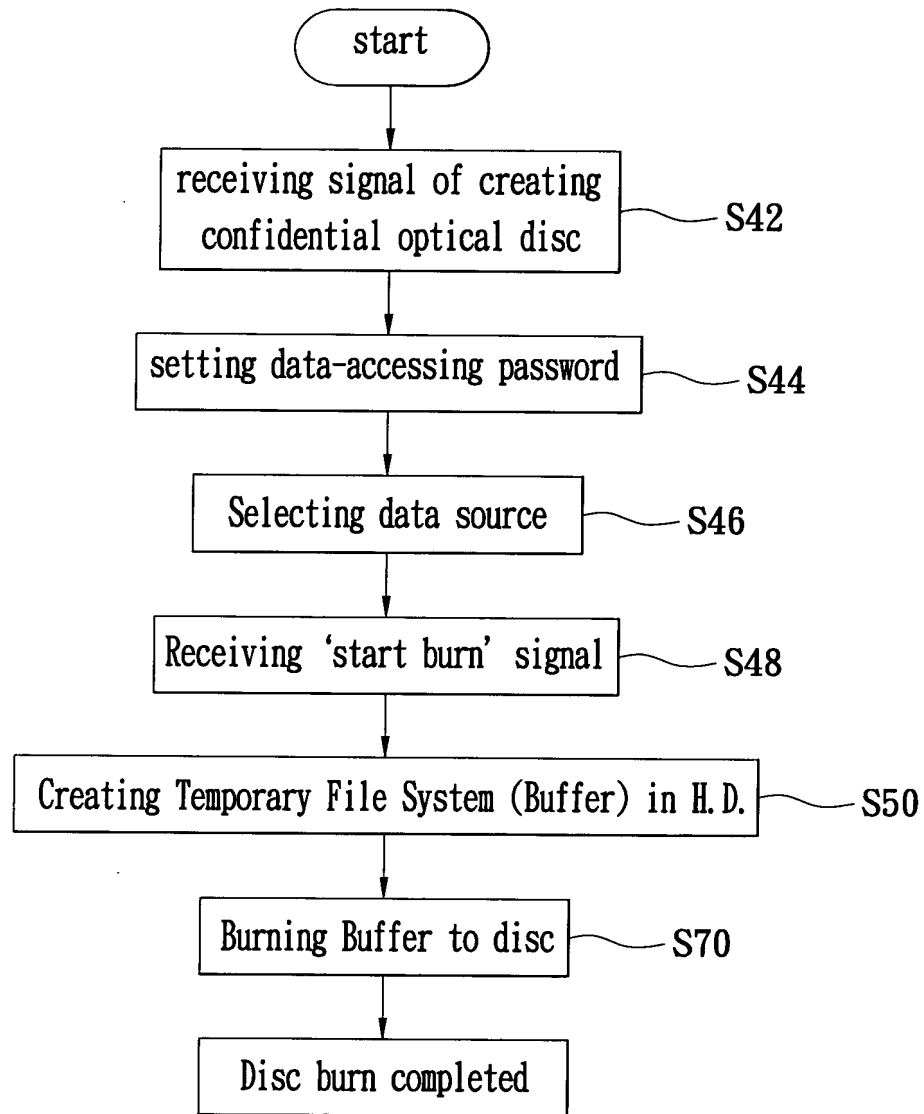 start
receiving signal of creating
confidential optical disc
S42
setting data-accessing password
S44
Selecting data source
S46
Receiving ‘start burn’ signal
S48
Creating Temporary File System (Buffer) in H.D.
S50
Burning Buffer to disc
S70
Disc burn completed